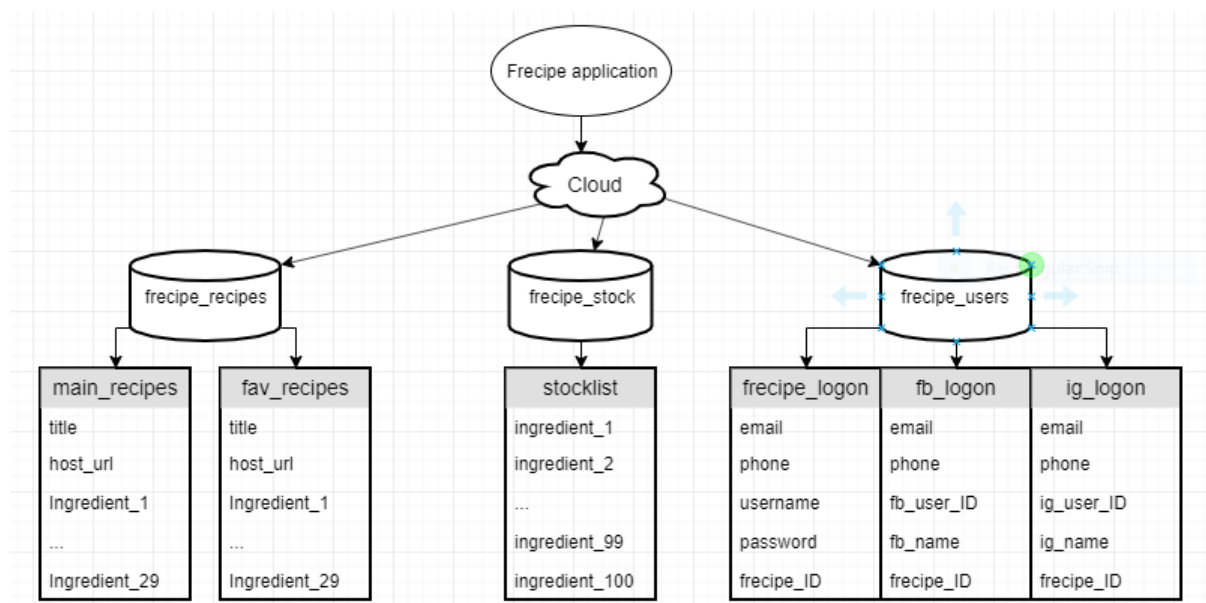 Frecipe application
Cloud
frecipe_recipes
frecipe_stock
frecipe_users
main_recipes
title
host_url
Ingredient_1
...
Ingredient_29
fav_recipes
title
host_url
Ingredient_1
...
Ingredient_29
stocklist
ingredient_1
ingredient_2
...
ingredient_99
ingredient_100
frecipe_logon
email
phone
username
password
frecipe_ID
fb_logon
email
phone
fb_user_ID
fb_name
frecipe_ID
ig_logon
email
phone
ig_user_ID
ig_name
frecipe_ID